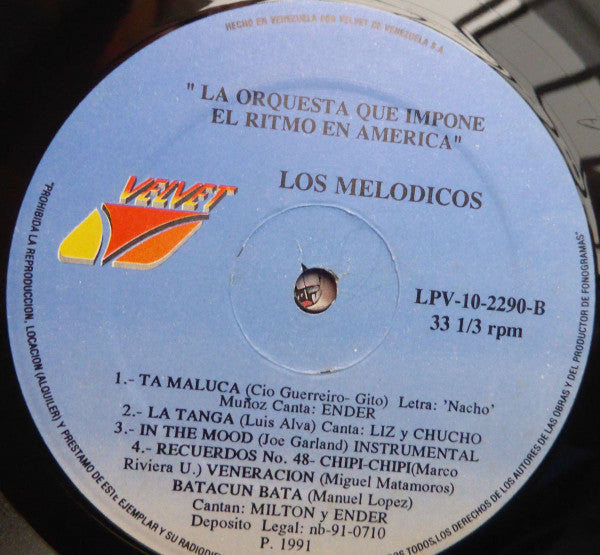 HECHO EN VENEZUELA POR VELVET DE VENEZUELA S.A.
" LA ORQUESTA QUE IMPONE
EL RITMO EN AMERICA"
VELVET
LOS MELODICOS
LPV-10-2290-B
33 1/3 rpm
1.- TA MALUCA (Cio Guerreiro- Gito) Letra: 'Nacho'
Muñoz Canta: ENDER
2.- LA TANGA (Luis Alva) Canta: LIZ y CHUCHO
3.- IN THE MOOD (Joe Garland) INSTRUMENTAL
4.- RECUERDOS No. 48- CHIPI-CHIPI(Marco
Riviera U.) VENERACION (Miguel Matamoros)
BATACUN BATA (Manuel Lopez)
Cantan: MILTON y ENDER
Deposito Legal: nb-91-0710
P. 1991
"PROHIBIDA LA REPRODUCCION, LOCACION (ALQUILER) Y PRESTAMO DE ESTE EJEMPLAR Y SU RADIODIF TODOS LOS DERECHOS DE LOS AUTORES DE LAS OBRAS Y DEL PRODUCTOR DE FONOGRAMAS"